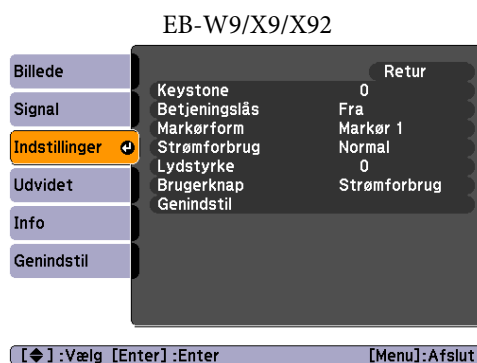 EB-W9/X9/X92
Billede
Signal
Indstillinger
Udvidet
Info
Genindstil
Retur
Keystone 0
Betjeningslås Fra
Markørform Markør 1
Strømforbrug Normal
Lydstyrke 0
Brugerknap Strømforbrug
Genindstil
[◆] :Vælg [Enter] :Enter [Menu]:Afslut